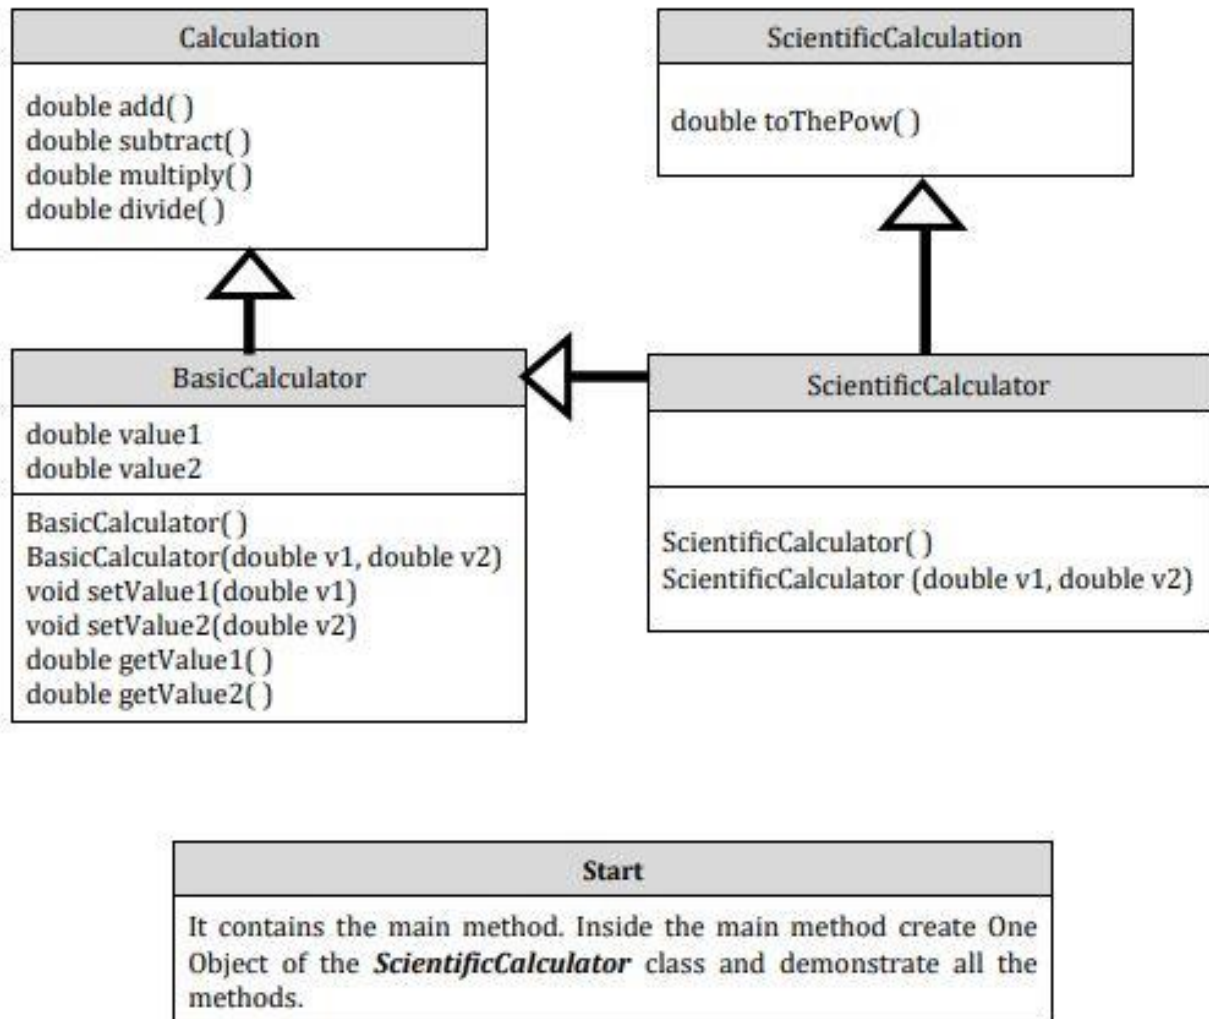 Calculation
double add( )
double subtract( )
double multiply( )
double divide( )
ScientificCalculation
double toThePow( )
BasicCalculator
double value1
double value2
BasicCalculator( )
BasicCalculator(double v1, double v2)
void setValue1(double v1)
void setValue2(double v2)
double getValue1( )
double getValue2( )
ScientificCalculator
ScientificCalculator( )
ScientificCalculator (double v1, double v2)
Start
It contains the main method. Inside the main method create One
Object of the ScientificCalculator class and demonstrate all the
methods.